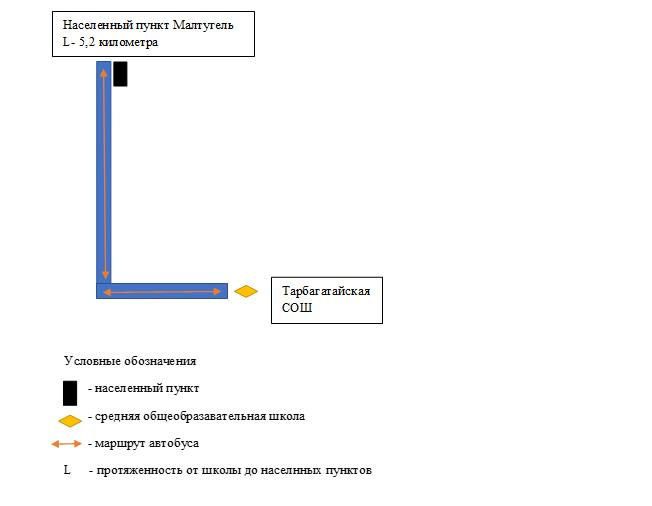 Населенный пункт Малтугель
L- 5,2 километра
Тарбагатайская
СОШ
Условные обозначения
- населенный пункт
- средняя общеобразавательная школа
- маршрут автобуса
L - протяженность от школы до населнных пунктов